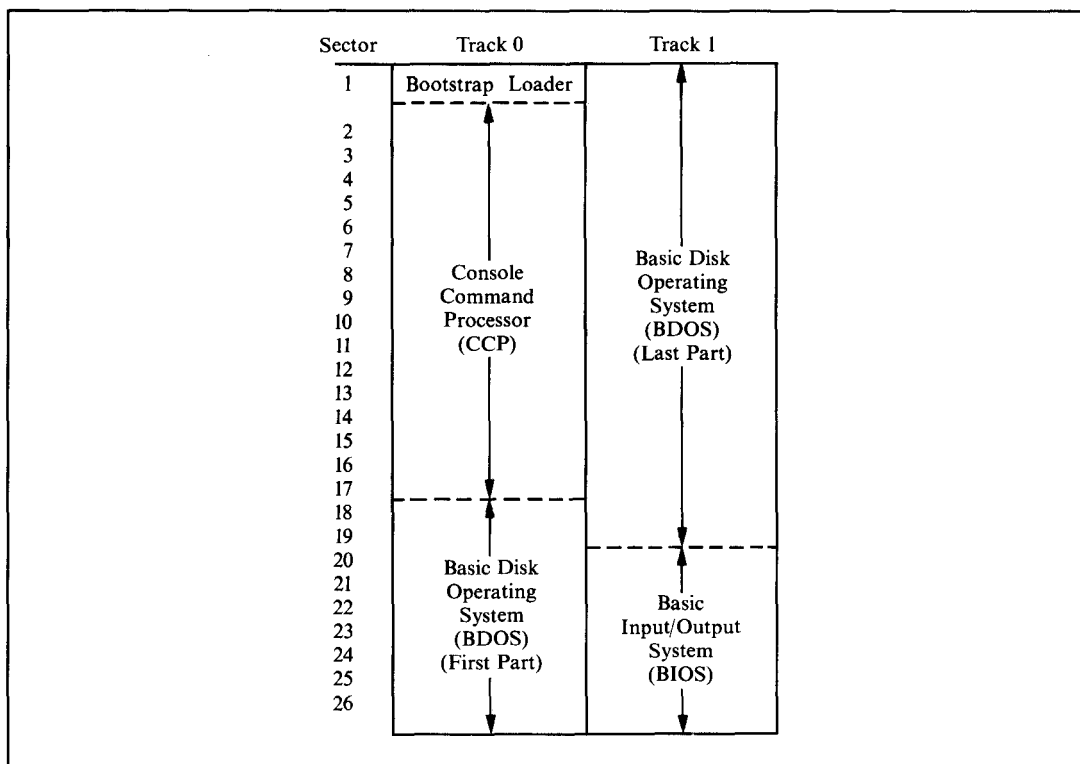 Sector Track 0 Track 1
1 Bootstrap Loader
2
3
4
5
6
7
8
9
10
11
12
13
14
15
16
17
18
19
20
21
22
23
24
25
26
Console
Command
Processor
(CCP)
Basic Disk
Operating
System
(BDOS)
(First Part)
Basic Disk
Operating
System
(BDOS)
(Last Part)
Basic
Input/Output
System
(BIOS)